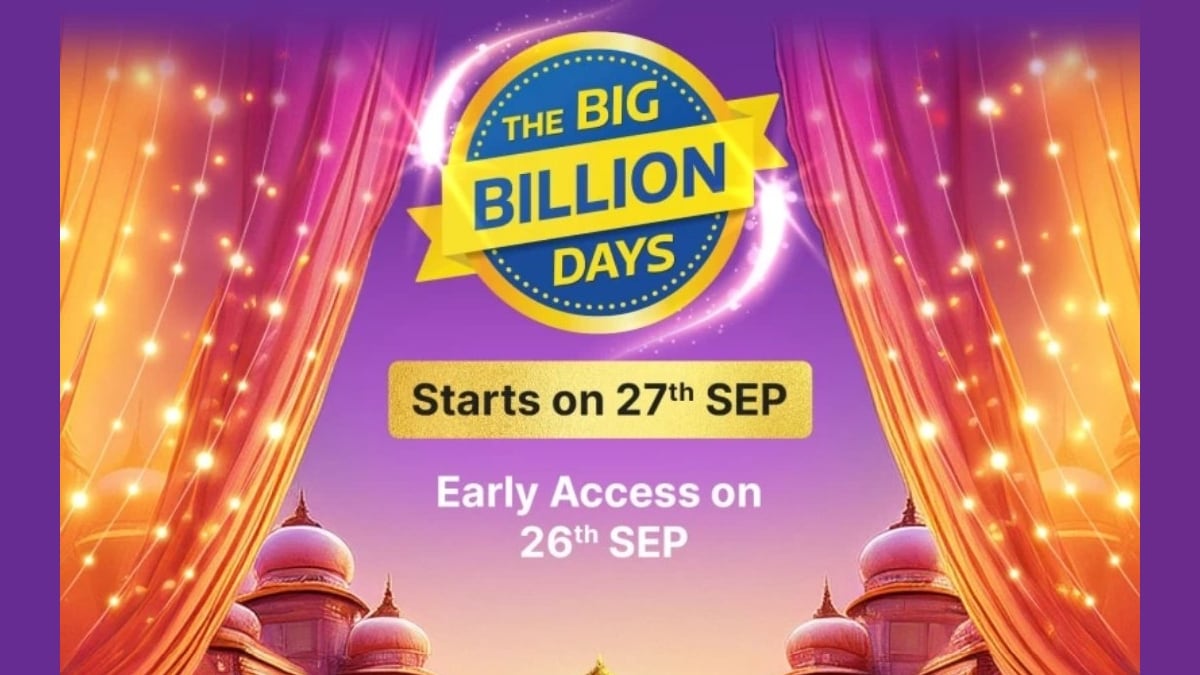 THE BIG
BILLION
DAYS
Starts on 27th SEP
Early Access on
26th SEP